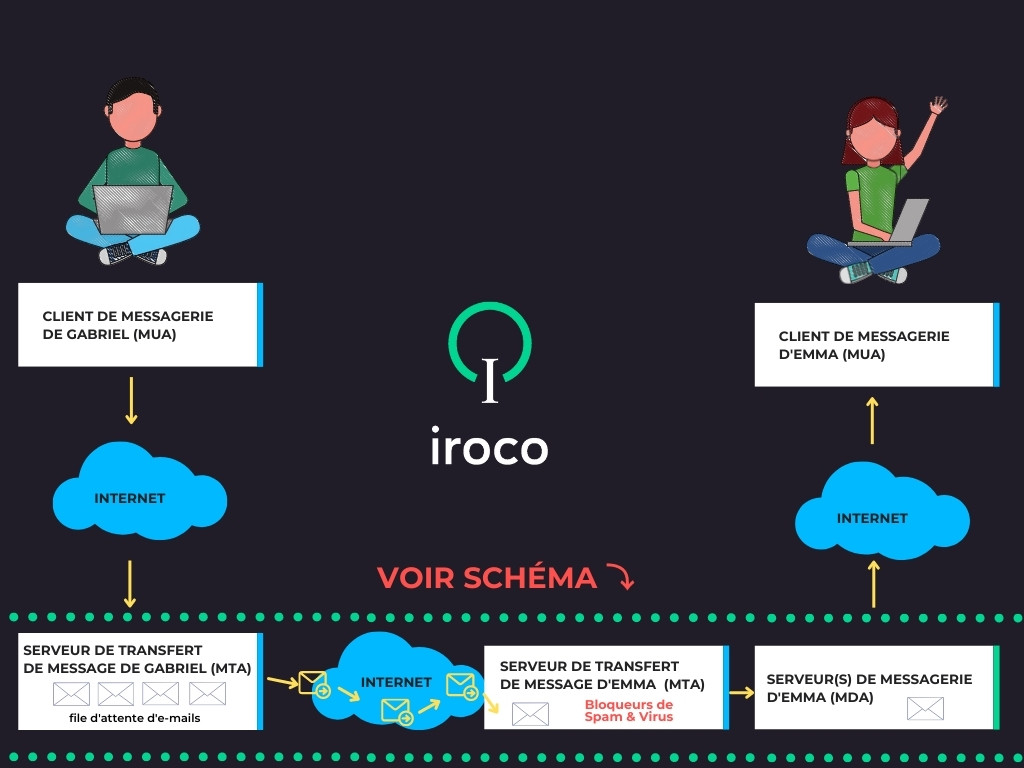 CLIENT DE MESSAGERIE
DE GABRIEL (MUA)
CLIENT DE MESSAGERIE
D'EMMA (MUA)
iroco
INTERNET
INTERNET
VOIR SCHÉMA
SERVEUR DE TRANSFERT
DE MESSAGE DE GABRIEL (MTA)
file d'attente d'e-mails
INTERNET
SERVEUR DE TRANSFERT
DE MESSAGE D'EMMA (MTA)
Bloqueurs de
Spam & Virus
SERVEUR(S) DE MESSAGERIE
D'EMMA (MDA)